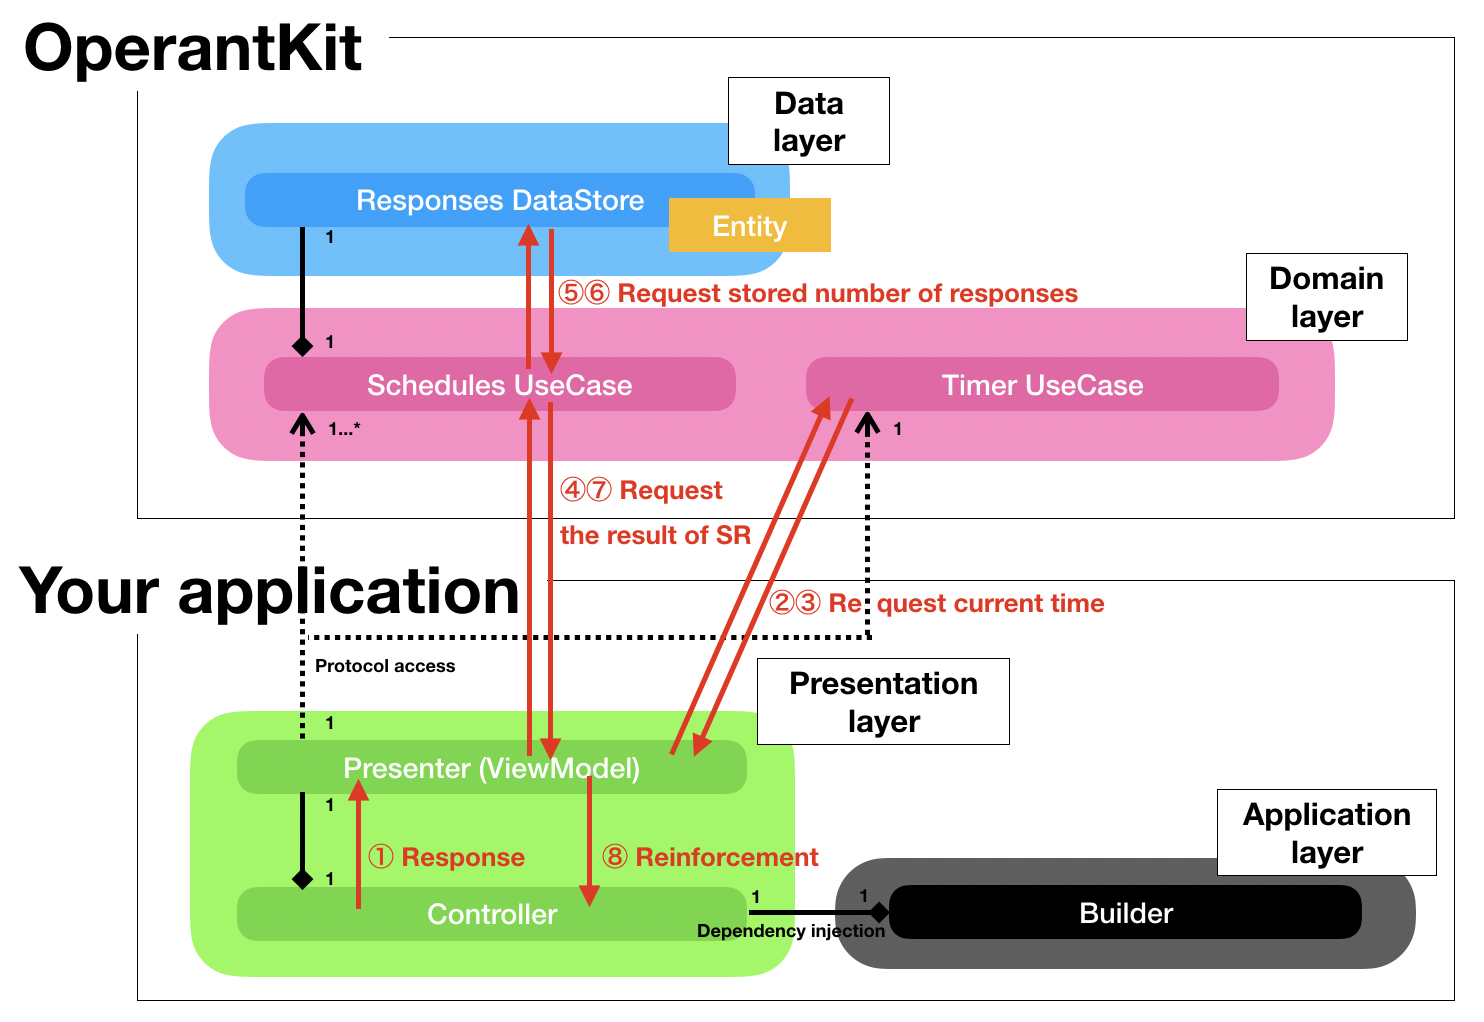 OperantKit
Data
layer
Responses DataStore
Entity
1
⑤⑥ Request stored number of responses
Domain
layer
1
Schedules UseCase
Timer UseCase
1...*
1
④⑦ Request
the result of SR
Your application
②③ Re quest current time
Protocol access
Presentation
layer
1
Presenter (ViewModel)
1
① Response
⑧ Reinforcement
Application
layer
1
Controller
1
1
Dependency injection
Builder